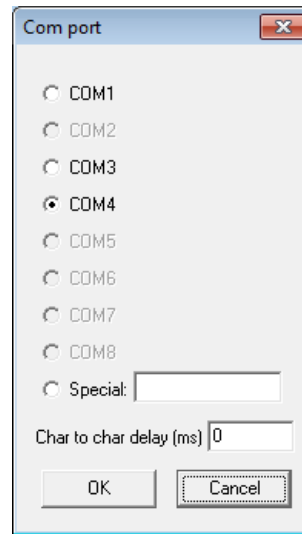 Com port
COM1
COM2
COM3
COM4
COM5
COM6
COM7
COM8
Special:
Char to char delay (ms) 0
OK Cancel